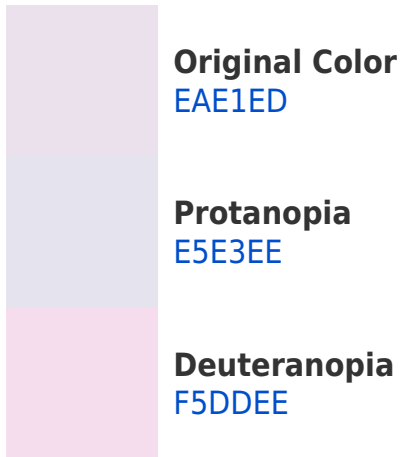 Original Color
EAE1ED
Protanopia
E5E3EE
Deuteranopia
F5DDEE